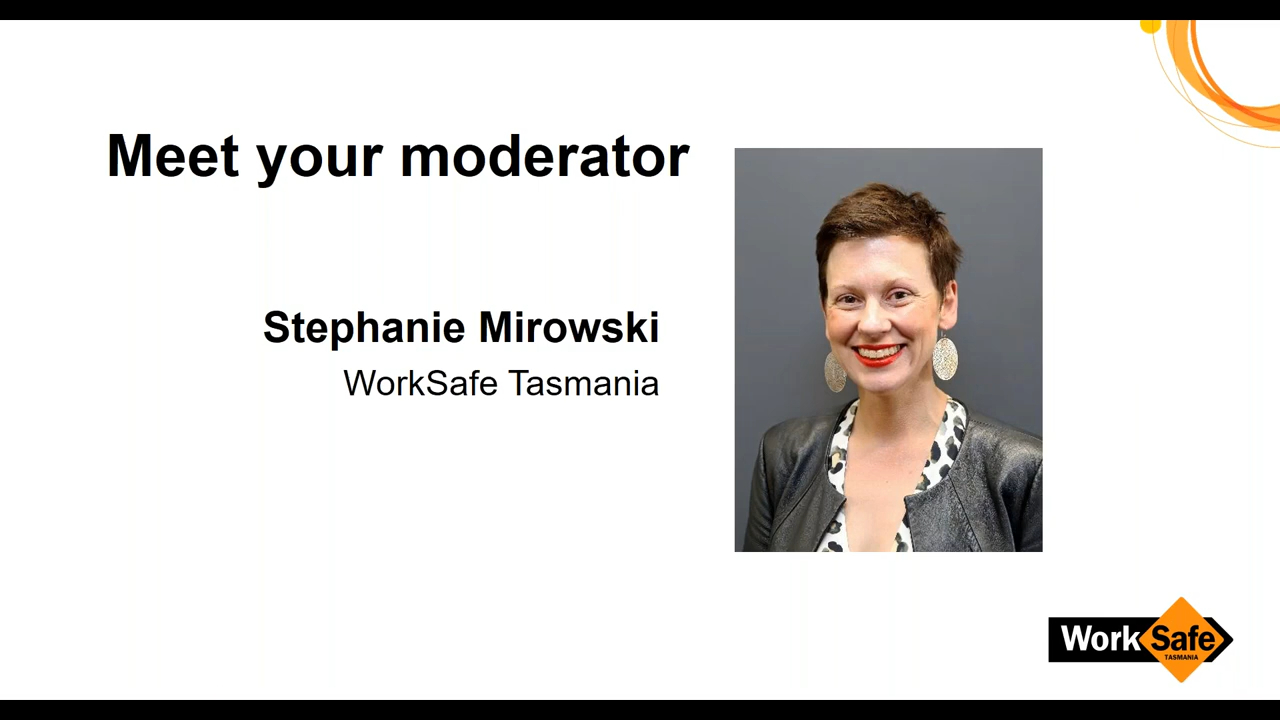 Meet your moderator
Stephanie Mirowski
WorkSafe Tasmania
WorkSafe
TASMANIA